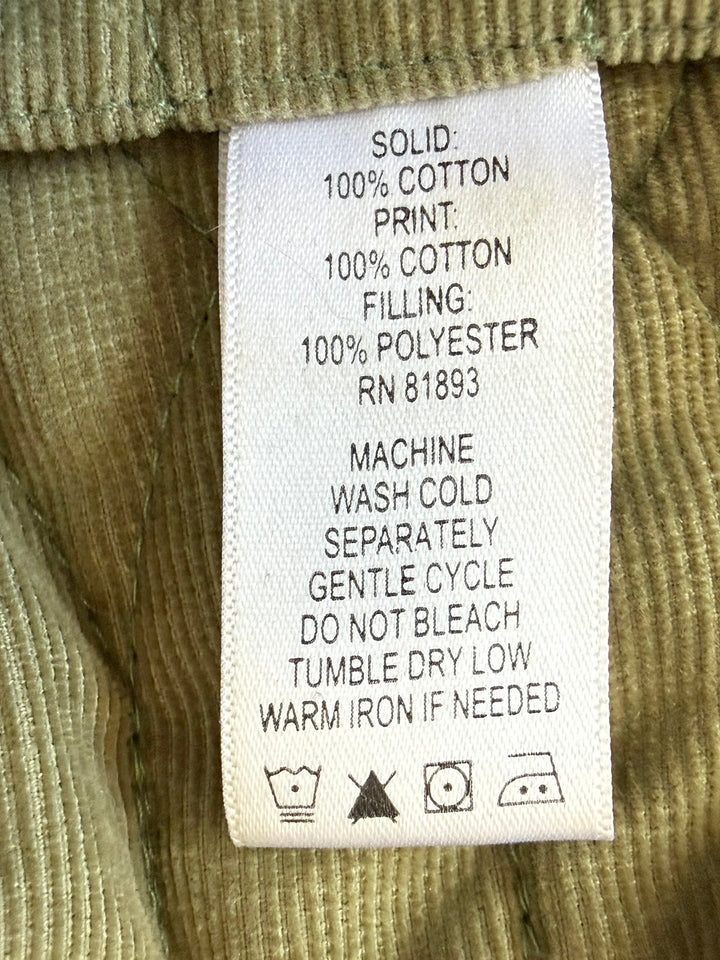 SOLID:
100% COTTON
PRINT:
100% COTTON
FILLING:
100% POLYESTER
RN 81893
MACHINE
WASH COLD
SEPARATELY
GENTLE CYCLE
DO NOT BLEACH
TUMBLE DRY LOW
WARM IRON IF NEEDED